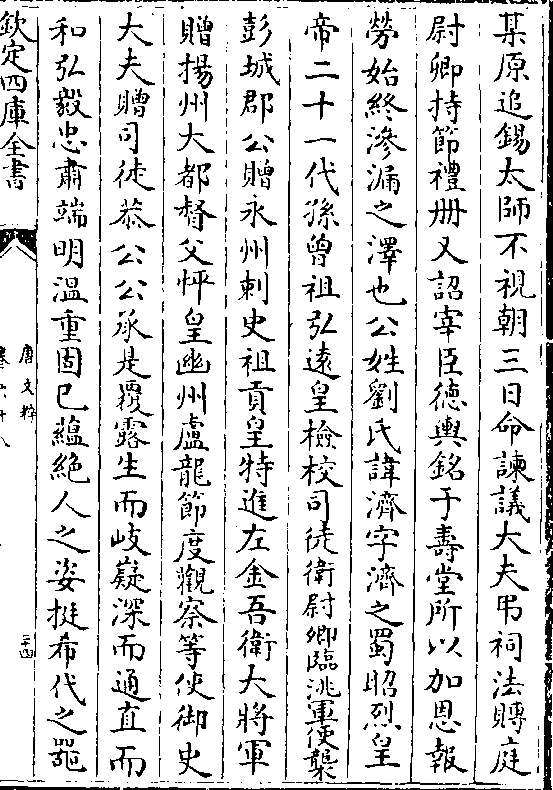 某原追錫太師不視朝三日命諫議大夫弔祠法賻庭
尉卿持節禮册又詔宰臣德輿銘于壽堂所以加恩報
勞始終滲漏之澤也公姓劉氏諱濟字濟之蜀昭烈皇
帝二十一代孫曾祖弘遠皇檢校司徒衛尉卿臨洮軍使襲
彭城郡公贈永州刺史祖貢皇特進左金吾衛大將軍
贈揚州大都督父怦皇幽州盧龍節度觀察等使御史
大夫贈司徒恭公公承是覆露生而岐嶷深而通直而
和弘毅忠肅端明溫重固已蘊絶人之姿挺希代之器
欽定四庫全書
唐文粹
卷六十八
三四